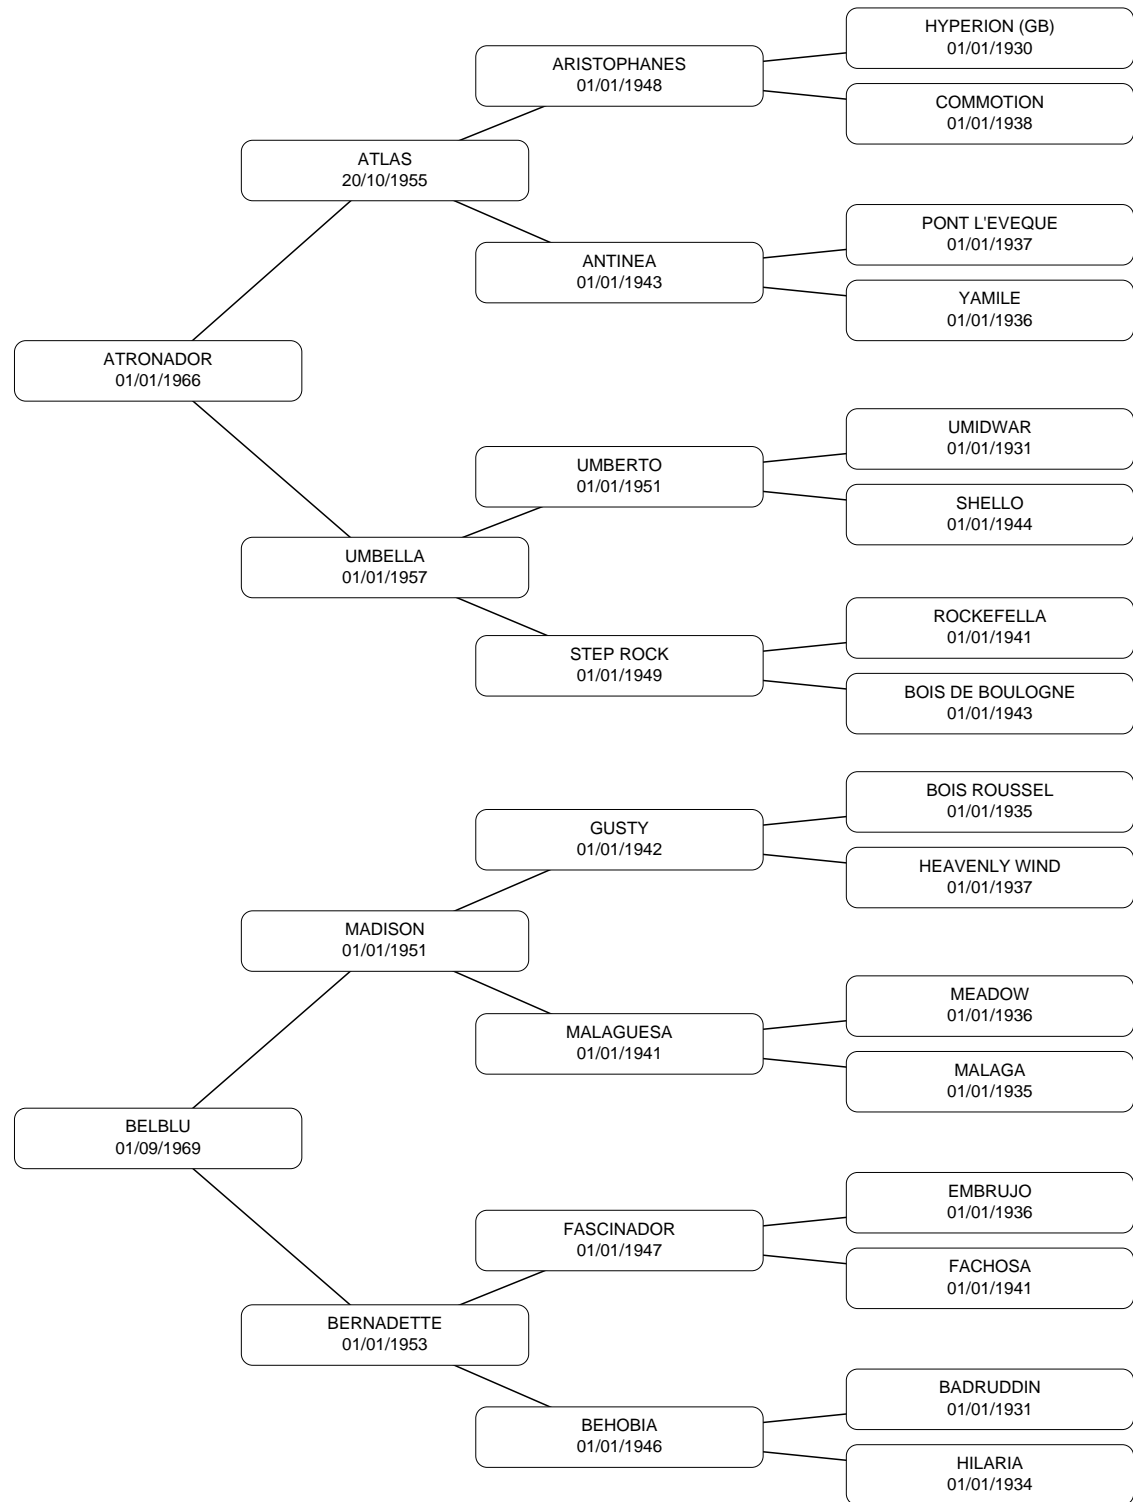 HYPERION (GB)
01/01/1930
ARISTOPHANES
01/01/1948
COMMOTION
01/01/1938
ATLAS
20/10/1955
PONT L'EVEQUE
01/01/1937
ANTINEA
01/01/1943
YAMILE
01/01/1936
ATRONADOR
01/01/1966
UMIDWAR
01/01/1931
UMBERTO
01/01/1951
SHELLO
01/01/1944
UMBELLA
01/01/1957
ROCKEFELLA
01/01/1941
STEP ROCK
01/01/1949
BOIS DE BOULOGNE
01/01/1943
BOIS ROUSSEL
01/01/1935
GUSTY
01/01/1942
HEAVENLY WIND
01/01/1937
MADISON
01/01/1951
MEADOW
01/01/1936
MALAGUESA
01/01/1941
MALAGA
01/01/1935
BELBLU
01/09/1969
EMBRUJO
01/01/1936
FASCINADOR
01/01/1947
FACHOSA
01/01/1941
BERNADETTE
01/01/1953
BADRUDDIN
01/01/1931
BEHOBIA
01/01/1946
HILARIA
01/01/1934